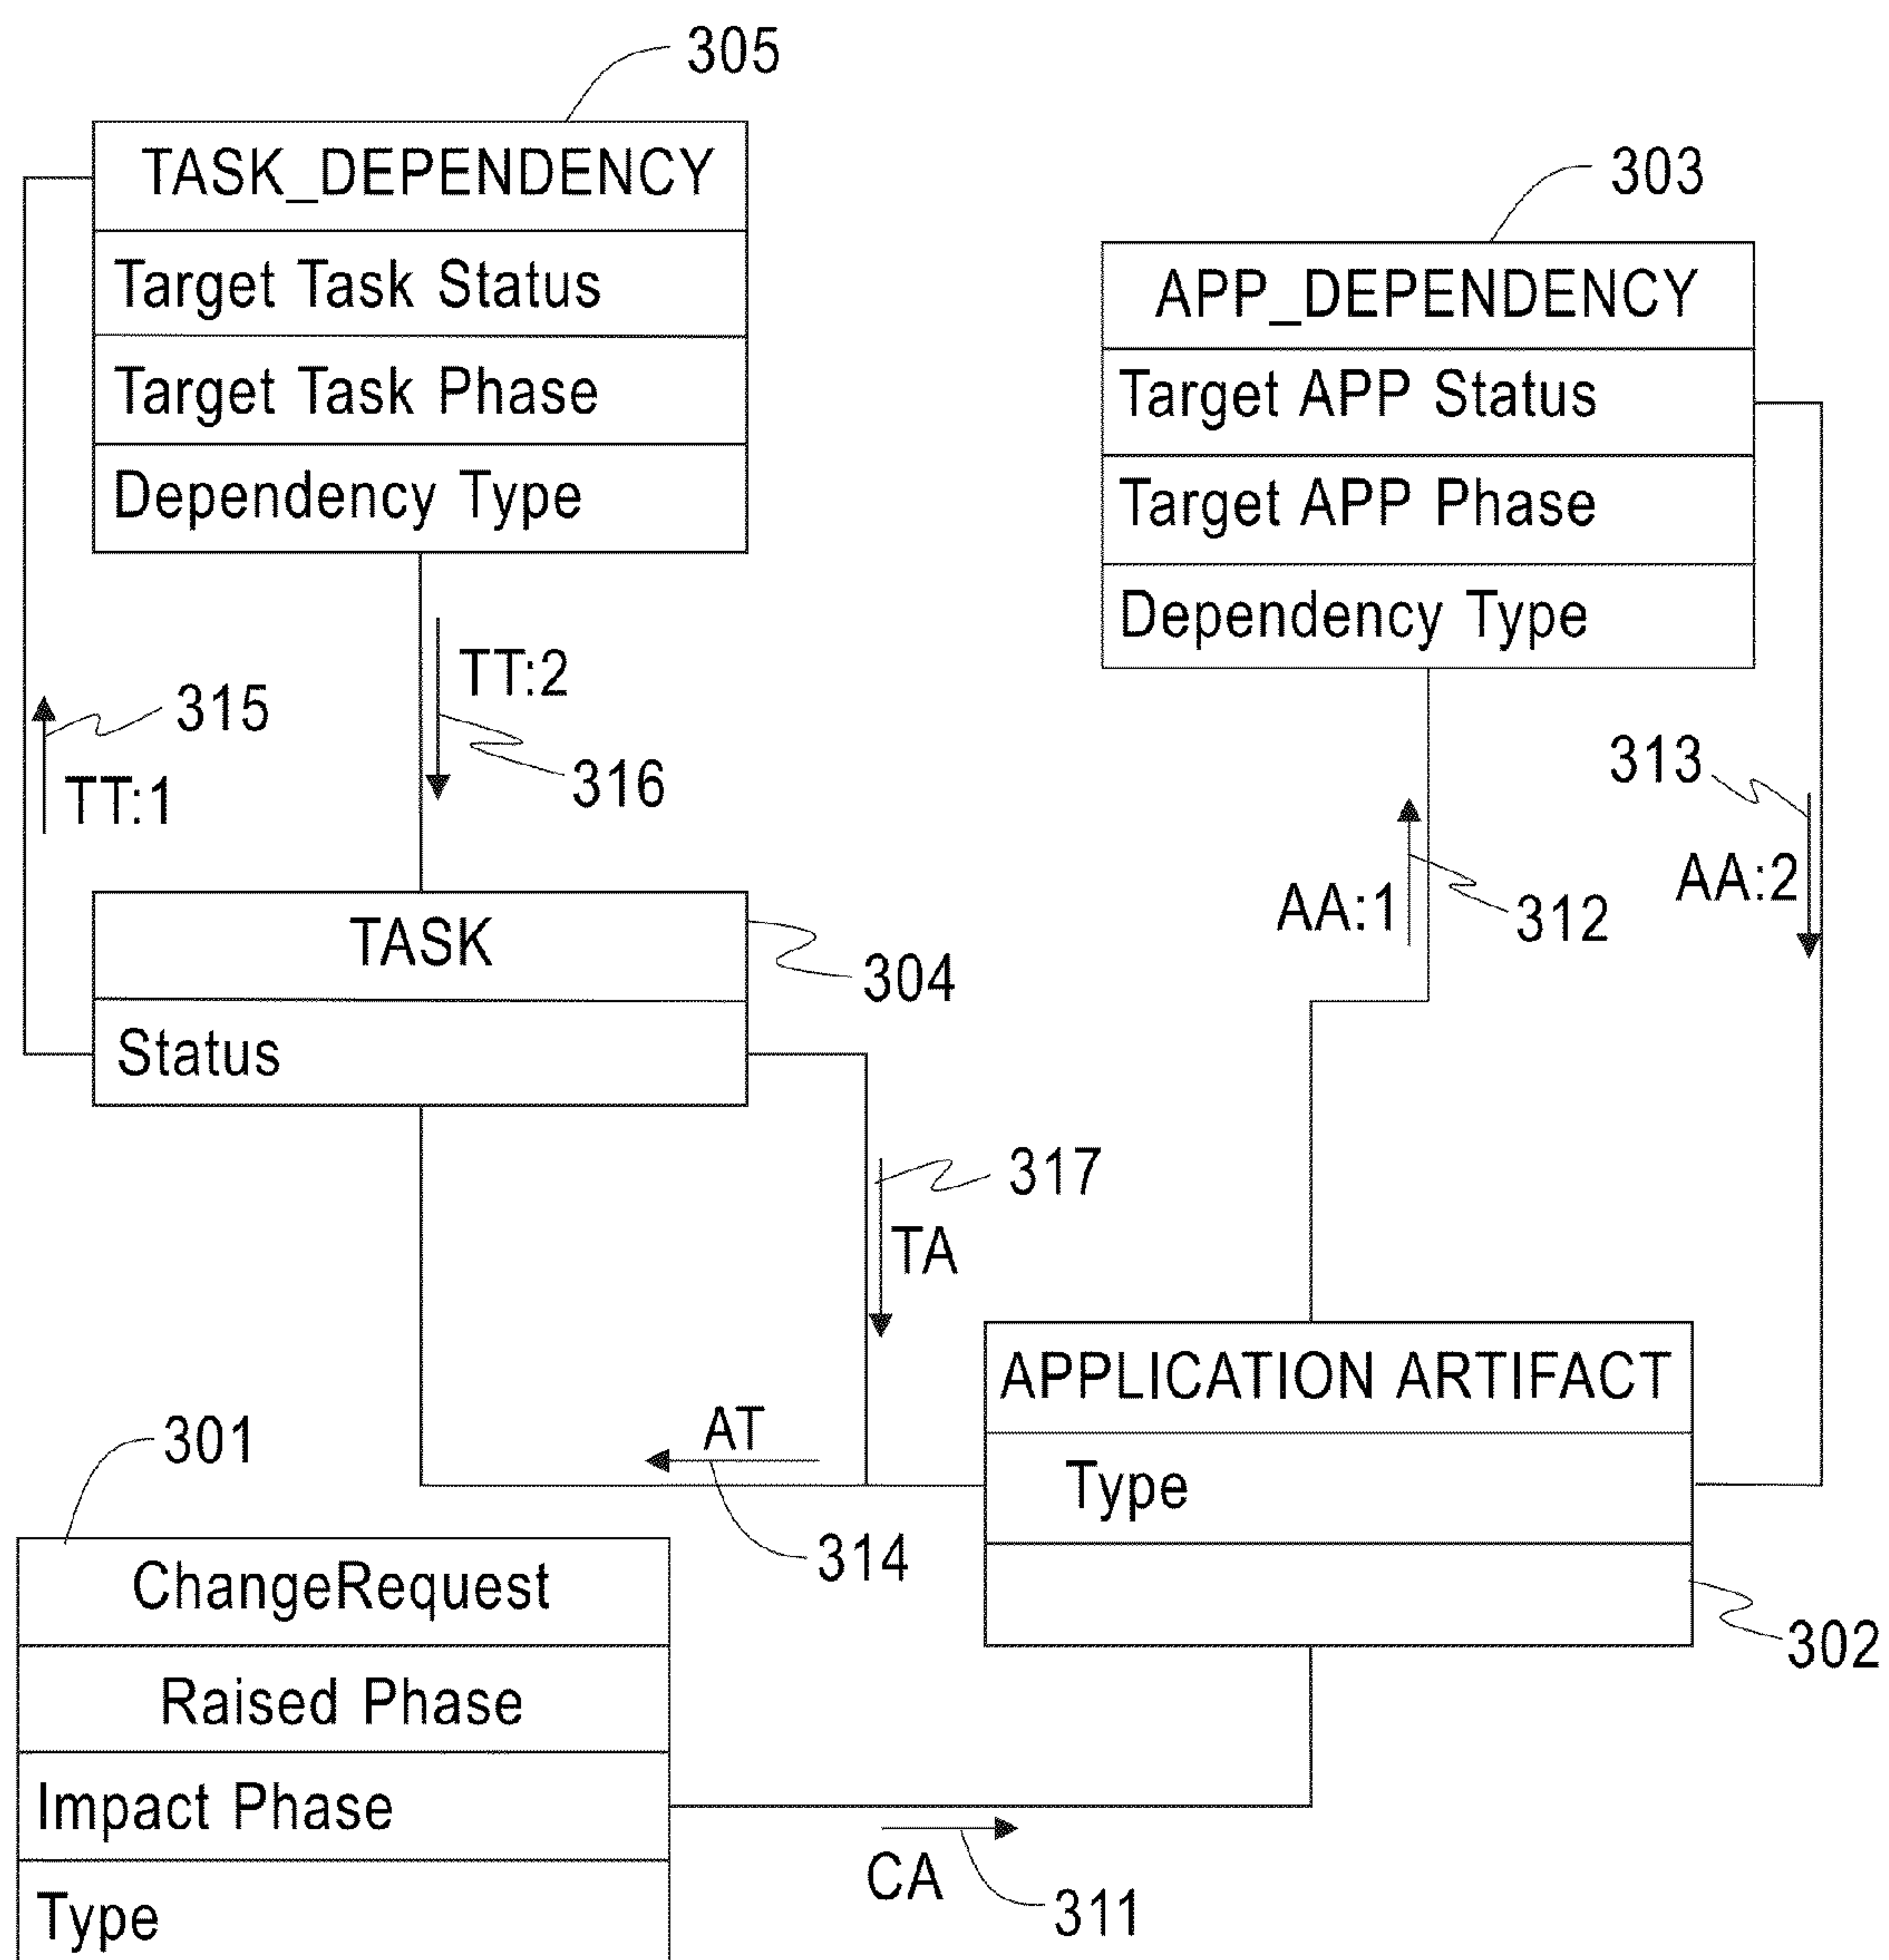 305
TASK_DEPENDENCY
Target Task Status
Target Task Phase
Dependency Type
303
APP_DEPENDENCY
Target APP Status
Target APP Phase
Dependency Type
TT:2
315
316
TT:1
313
AA:1
312
AA:2
TASK
304
Status
317
TA
APPLICATION ARTIFACT
Type
302
AT
314
301
ChangeRequest
Raised Phase
Impact Phase
Type
CA
311